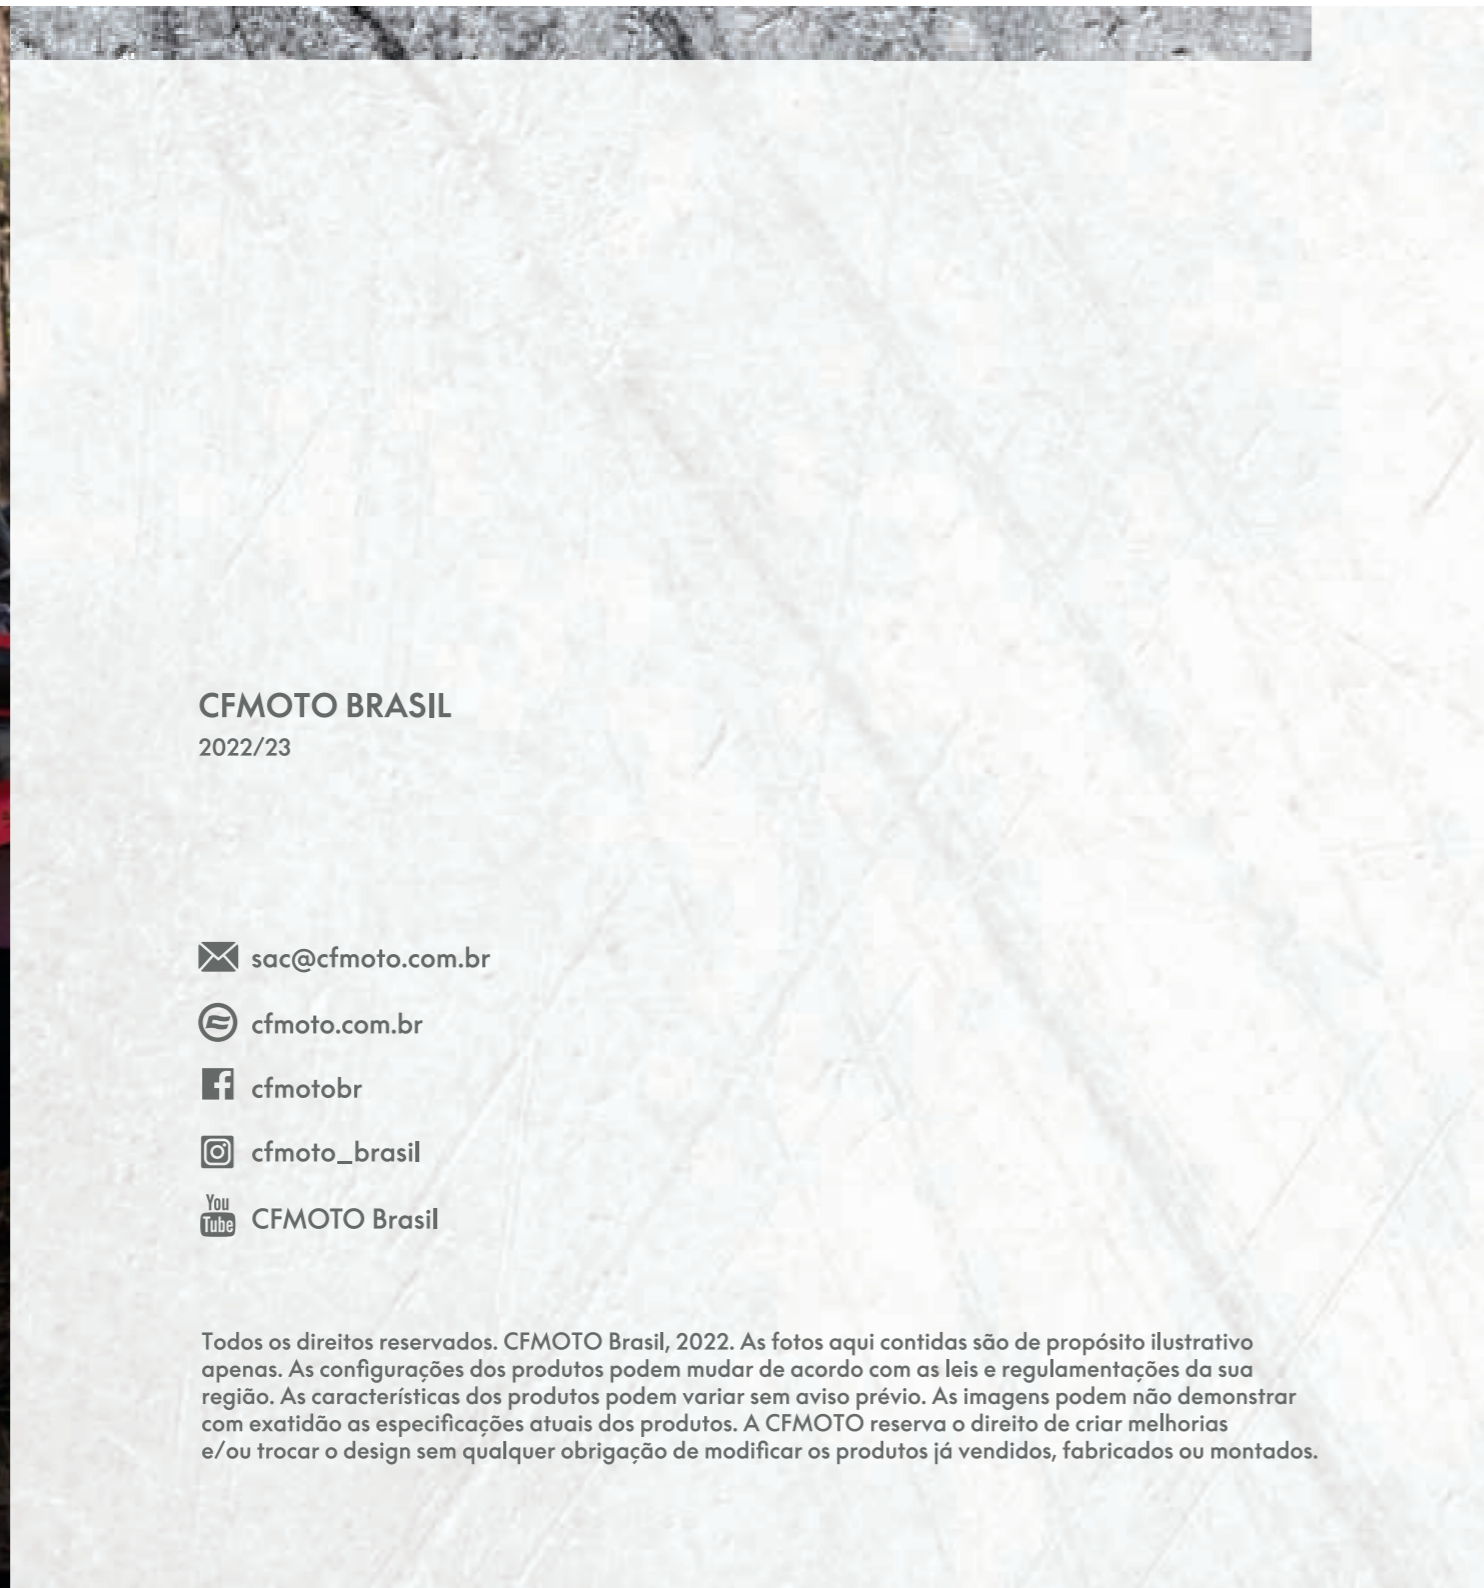 CFMOTO BRASIL
2022/23
sac@cfmoto.com.br
cfmoto.com.br
cfmotobr
cfmoto_brasil
You
Tube
CFMOTO Brasil
Todos os direitos reservados. CFMOTO Brasil, 2022. As fotos aqui contidas são de propósito ilustrativo
apenas. As configurações dos produtos podem mudar de acordo com as leis e regulamentações da sua
região. As características dos produtos podem variar sem aviso prévio. As imagens podem não demonstrar
com exatidão as especificações atuais dos produtos. A CFMOTO reserva o direito de criar melhorias
e/ou trocar o design sem qualquer obrigação de modificar os produtos já vendidos, fabricados ou montados.